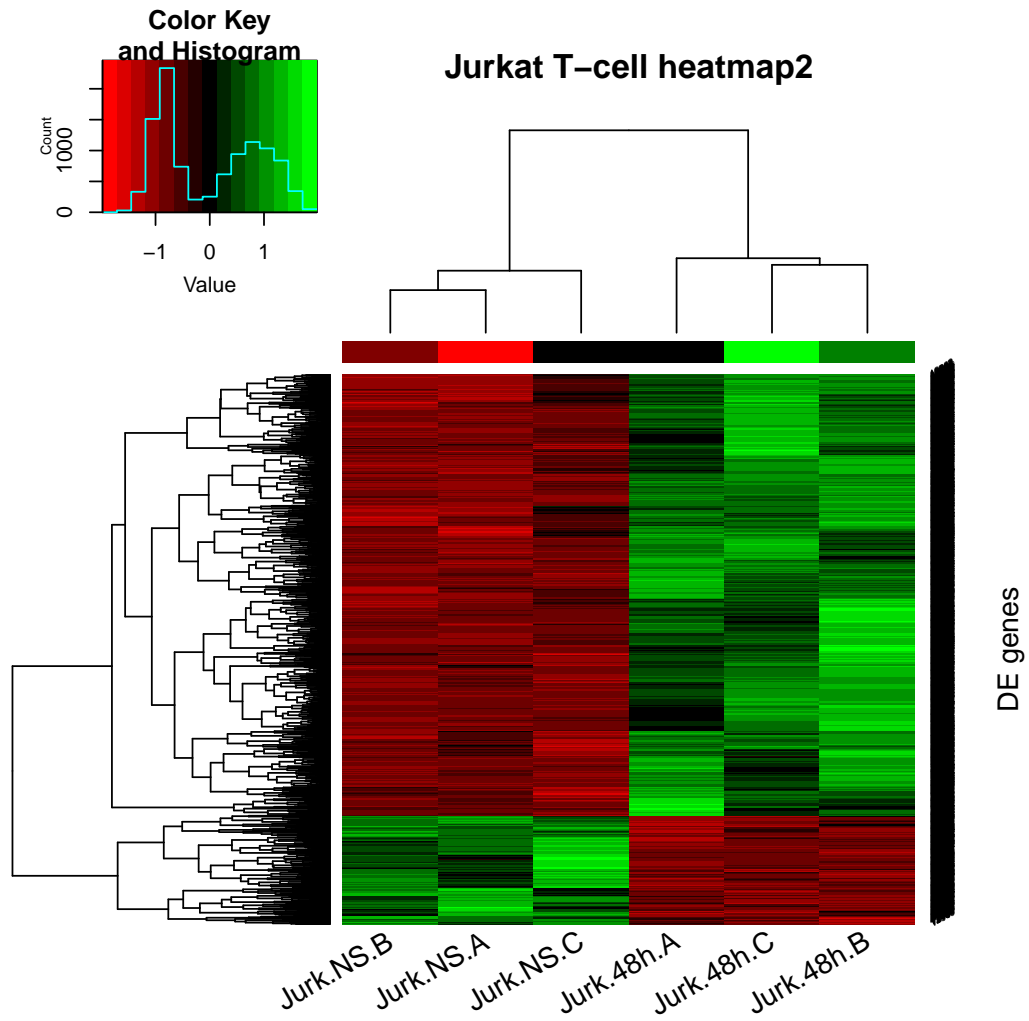 Color Key
and Histogram
Jurkat T−cell heatmap2
Count
0
1000
−1
0
1
Value
DE genes
Jurk.NS.B
Jurk.NS.A
Jurk.NS.C
Jurk.48h.A
Jurk.48h.C
Jurk.48h.B